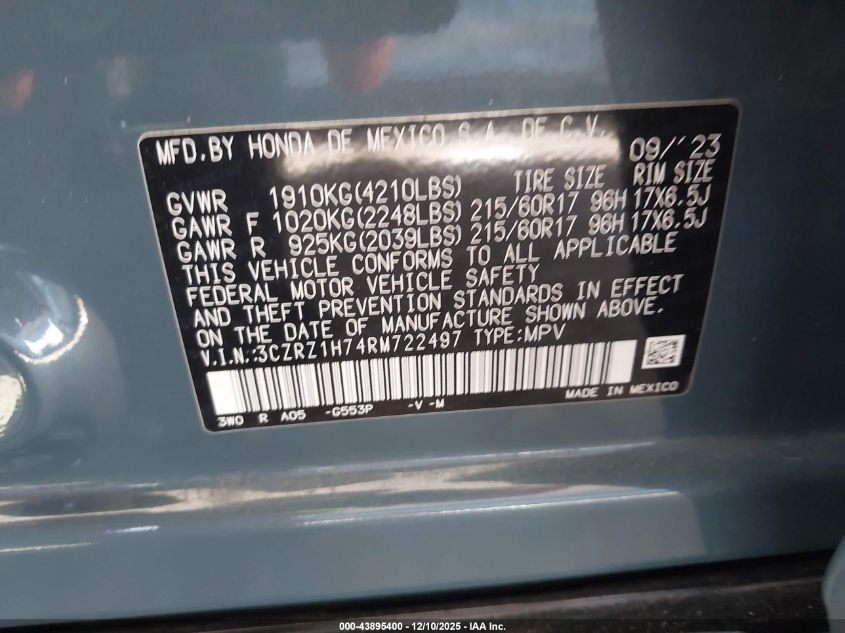 MFD.BY HONDA DE MEXICO S.A. DE C.V. 09/'23
TIRE SIZE RIM SIZE
GVWR 1910KG(4210LBS)
GAWR F 1020KG(2248LBS) 215/60R17 96H 17X6.5J
GAWR R 925KG(2039LBS) 215/60R17 96H 17X6.5J
THIS VEHICLE CONFORMS TO ALL APPLICABLE
FEDERAL MOTOR VEHICLE SAFETY
AND THEFT PREVENTION STANDARDS IN EFFECT
ON THE DATE OF MANUFACTURE SHOWN ABOVE.
V.I.N.:3CZRZ1H74RM722497 TYPE:MPV
3W0 R A05 -G553P -V -M MADE IN MEXICO
000-43895400 - 12/10/2025 - IAA Inc.